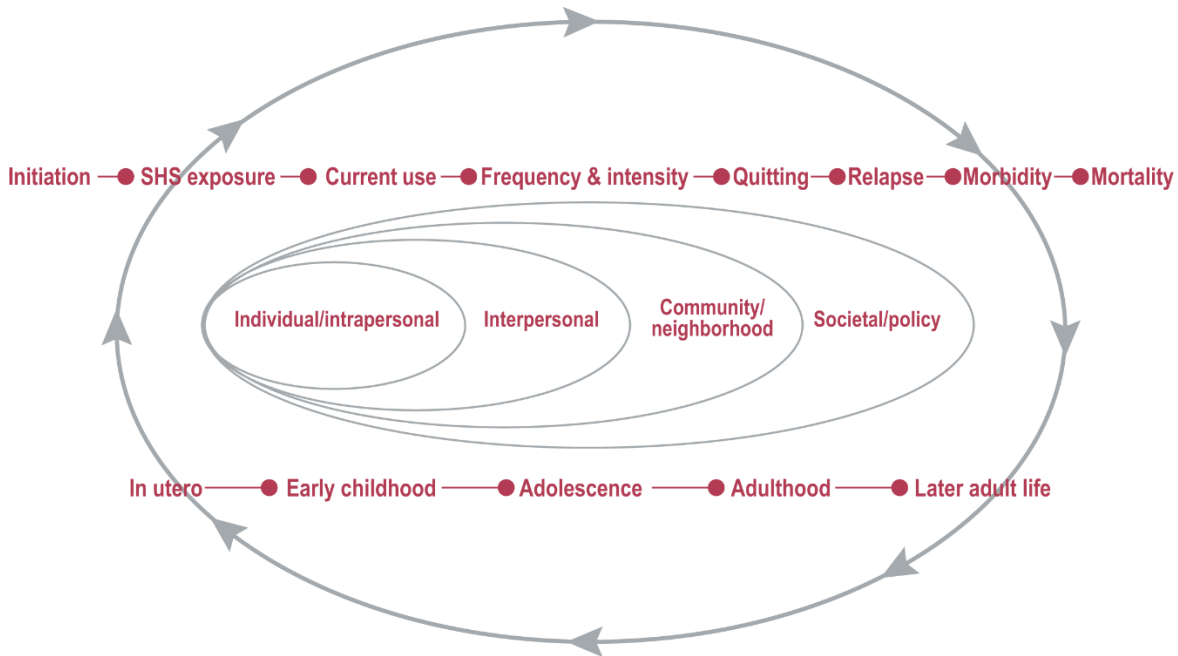 Initiation SHS exposure Current use Frequency & intensity Quitting Relapse Morbidity Mortality
Individual/intrapersonal
Interpersonal
Community/
neighborhood
Societal/policy
In utero Early childhood Adolescence Adulthood Later adult life